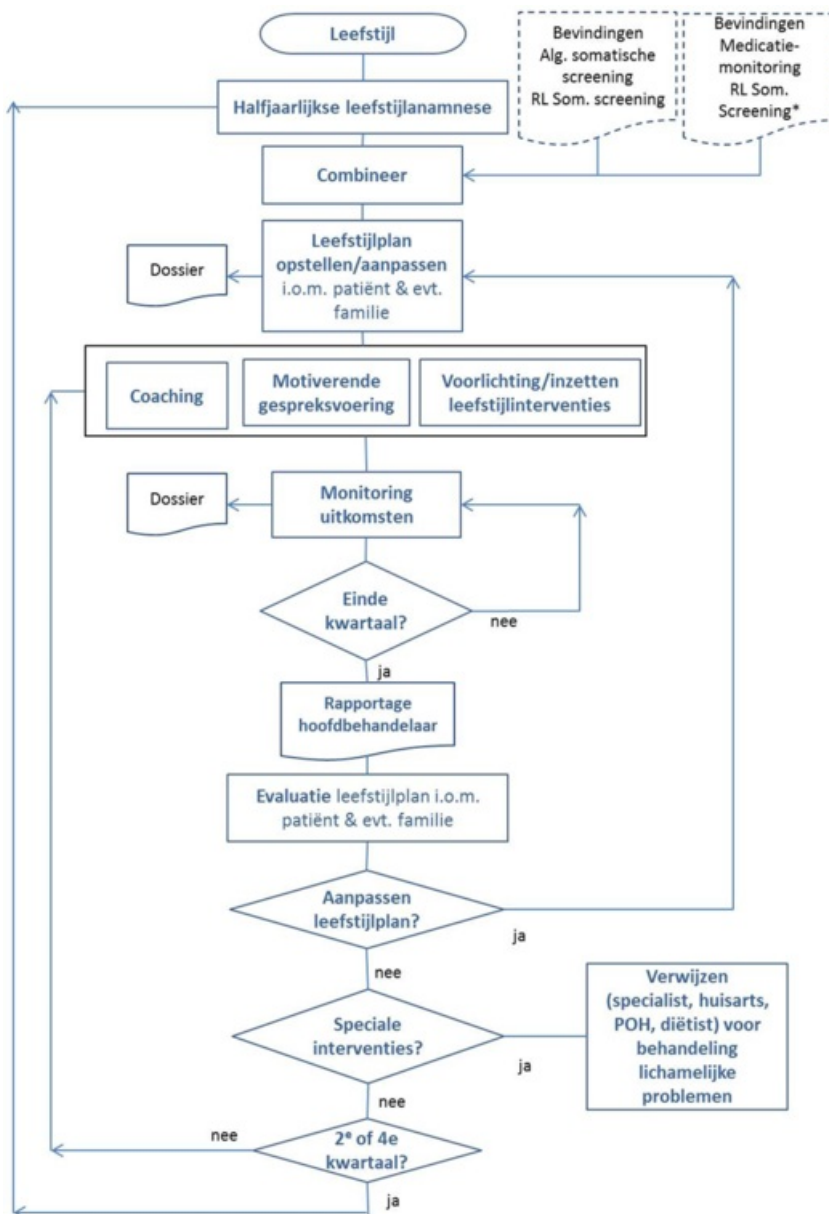 Leefstijl
Bevindingen
Alg. somatische
screening
RL Som. screening
Bevindingen
Medicatie-
monitoring
RL Som.
Screening*
Halfjaarlijkse leefstijlanamnese
Combineer
Leefstijlplan
opstellen/aanpassen
i.o.m. patiënt & evt.
familie
Dossier
Coaching
Motiverende
gespreksvoering
Voorlichting/inzetten
leefstijlinterventies
Dossier
Monitoring
uitkomsten
Einde
kwartaal?
nee
ja
Rapportage
hoofdbehandelaar
Evaluatie leefstijlplan i.o.m.
patiënt & evt. familie
Aanpassen
leefstijlplan?
ja
nee
Speciale
interventies?
ja
Verwijzen
(specialist, huisarts,
POH, diëtist) voor
behandeling
lichamelijke
problemen
nee
nee
2e of 4e
kwartaal?
ja